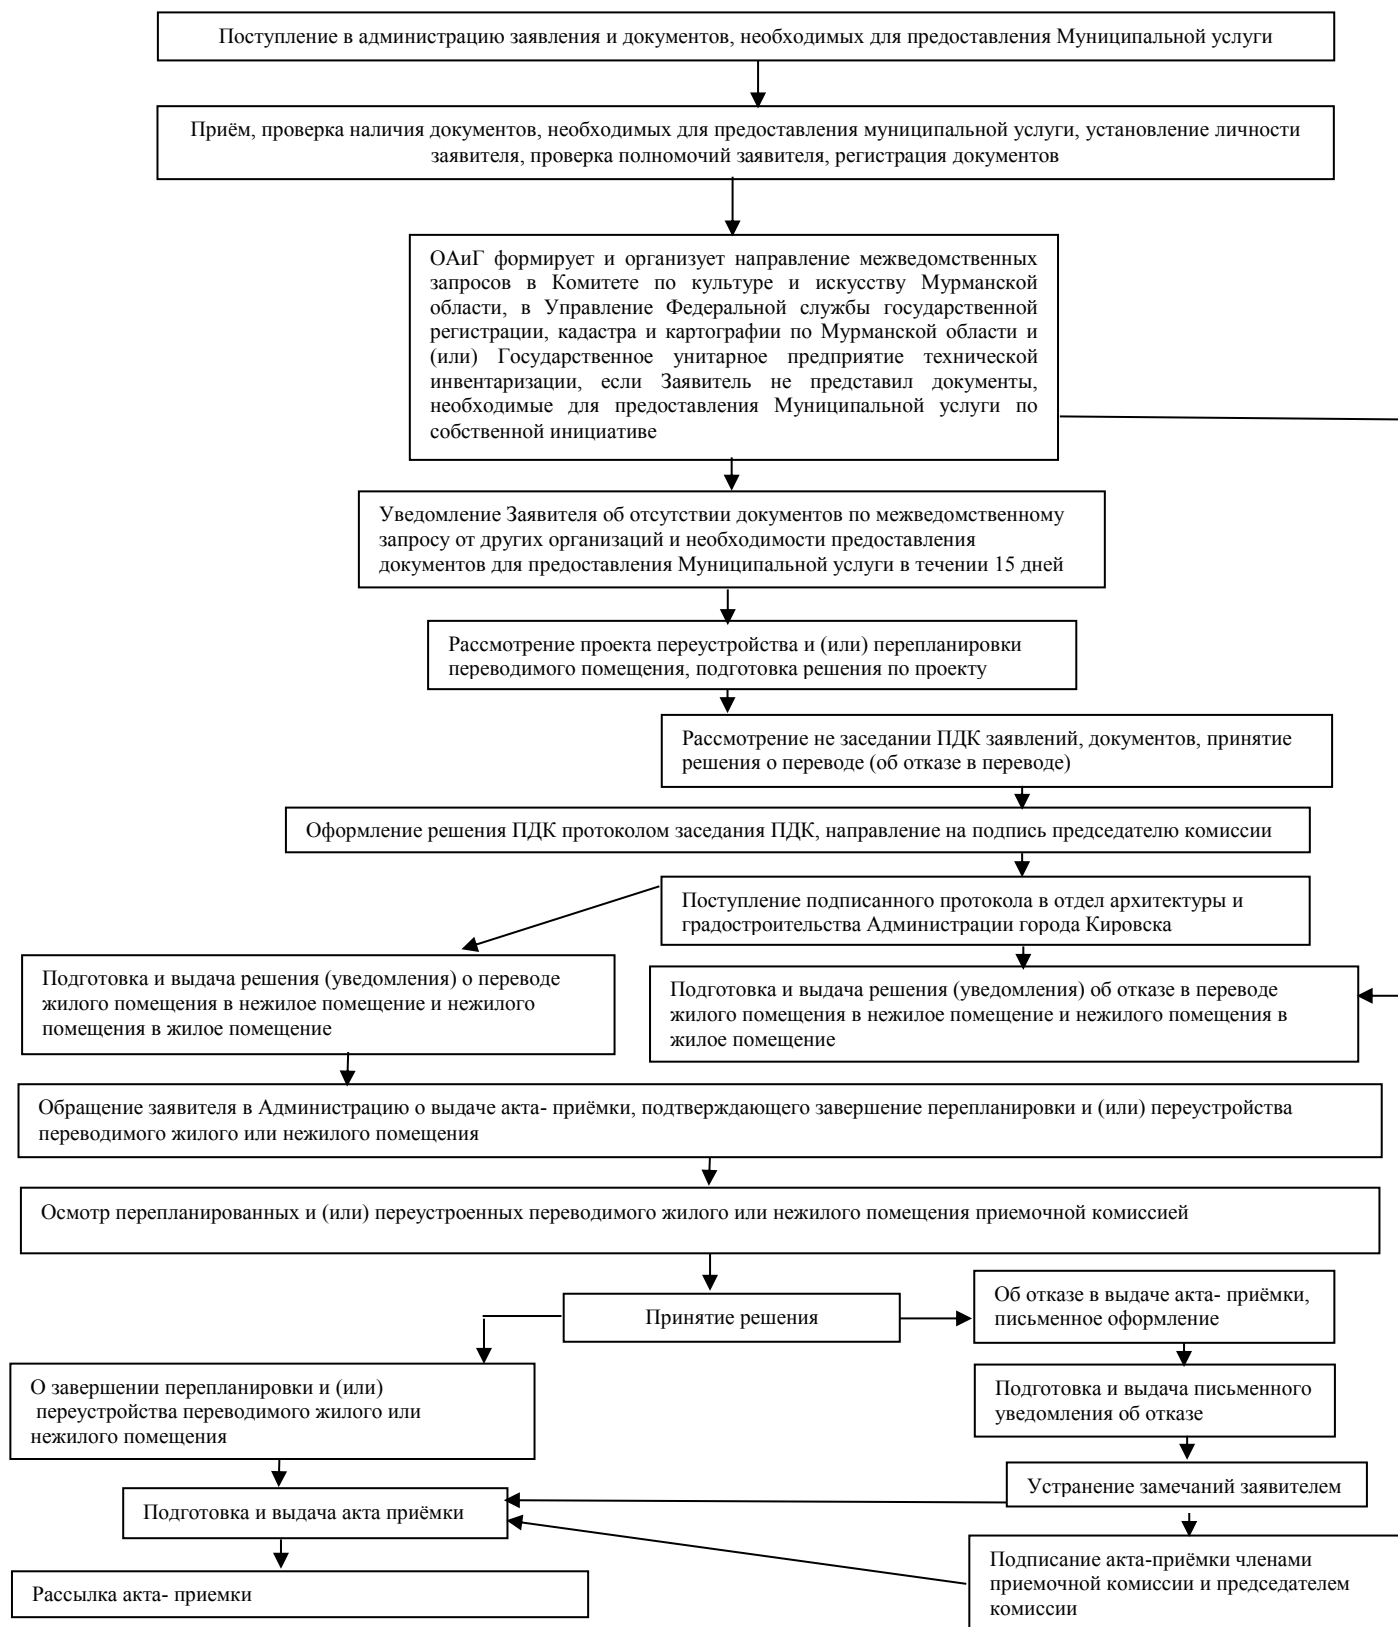 Поступление в администрацию заявления и документов, необходимых для предоставления Муниципальной услуги
Приём, проверка наличия документов, необходимых для предоставления муниципальной услуги, установление личности
заявителя, проверка полномочий заявителя, регистрация документов
ОАиГ формирует и организует направление межведомственных
запросов в Комитете по культуре и искусству Мурманской
области, в Управление Федеральной службы государственной
регистрации, кадастра и картографии по Мурманской области и
(или) Государственное унитарное предприятие технической
инвентаризации, если Заявитель не представил документы,
необходимые для предоставления Муниципальной услуги по
собственной инициативе
Уведомление Заявителя об отсутствии документов по межведомственному
запросу от других организаций и необходимости предоставления
документов для предоставления Муниципальной услуги в течении 15 дней
Рассмотрение проекта переустройства и (или) перепланировки
переводимого помещения, подготовка решения по проекту
Рассмотрение не заседании ПДК заявлений, документов, принятие
решения о переводе (об отказе в переводе)
Оформление решения ПДК протоколом заседания ПДК, направление на подпись председателю комиссии
Поступление подписанного протокола в отдел архитектуры и
градостроительства Администрации города Кировска
Подготовка и выдача решения (уведомления) о переводе
жилого помещения в нежилое помещение и нежилого
помещения в жилое помещение
Подготовка и выдача решения (уведомления) об отказе в переводе
жилого помещения в нежилое помещение и нежилого помещения в
жилое помещение
Обращение заявителя в Администрацию о выдаче акта- приёмки, подтверждающего завершение перепланировки и (или) переустройства
переводимого жилого или нежилого помещения
Осмотр перепланированных и (или) переустроенных переводимого жилого или нежилого помещения приемочной комиссией
Принятие решения
Об отказе в выдаче акта- приёмки,
письменное оформление
О завершении перепланировки и (или)
переустройства переводимого жилого или
нежилого помещения
Подготовка и выдача письменного
уведомления об отказе
Устранение замечаний заявителем
Подготовка и выдача акта приёмки
Подписание акта-приёмки членами
приемочной комиссии и председателем
комиссии
Рассылка акта- приемки